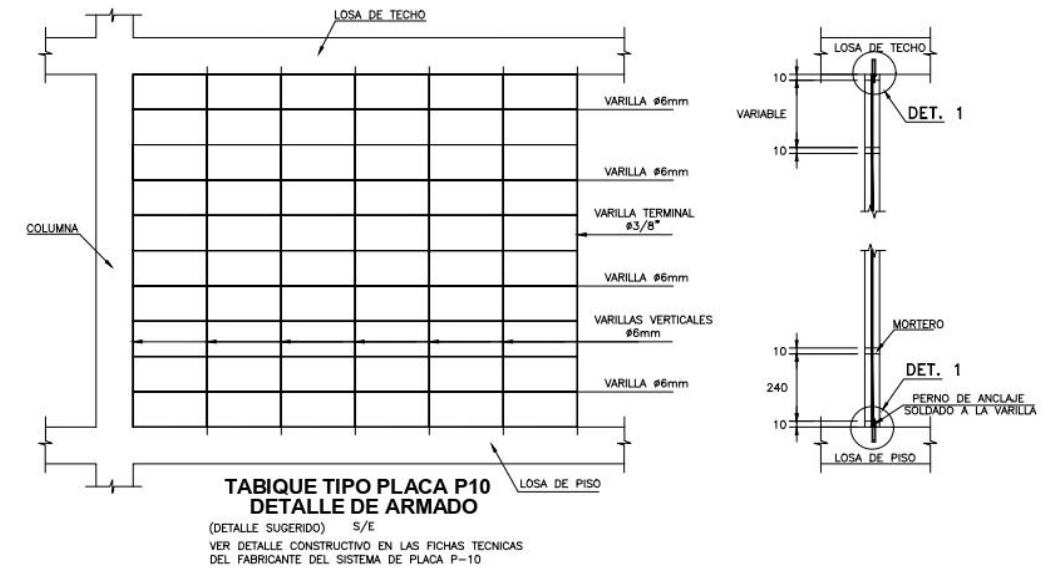 LOSA DE TECHO
VARILLA ø6mm
VARILLA ø6mm
VARILLA TERMINAL
ø3/8"
COLUMNA
VARILLA ø6mm
VARILLAS VERTICALES
ø6mm
VARILLA ø6mm
LOSA DE PISO
TABIQUE TIPO PLACA P10
DETALLE DE ARMADO
(DETALLE SUGERIDO) S/E
VER DETALLE CONSTRUCTIVO EN LAS FICHAS TECNICAS
DEL FABRICANTE DEL SISTEMA DE PLACA P-10
LOSA DE TECHO
10
VARIABLE
DET. 1
10
MORTERO
10
DET. 1
240
PERNO DE ANCLAJE
SOLDADO A LA VARILLA
10
LOSA DE PISO